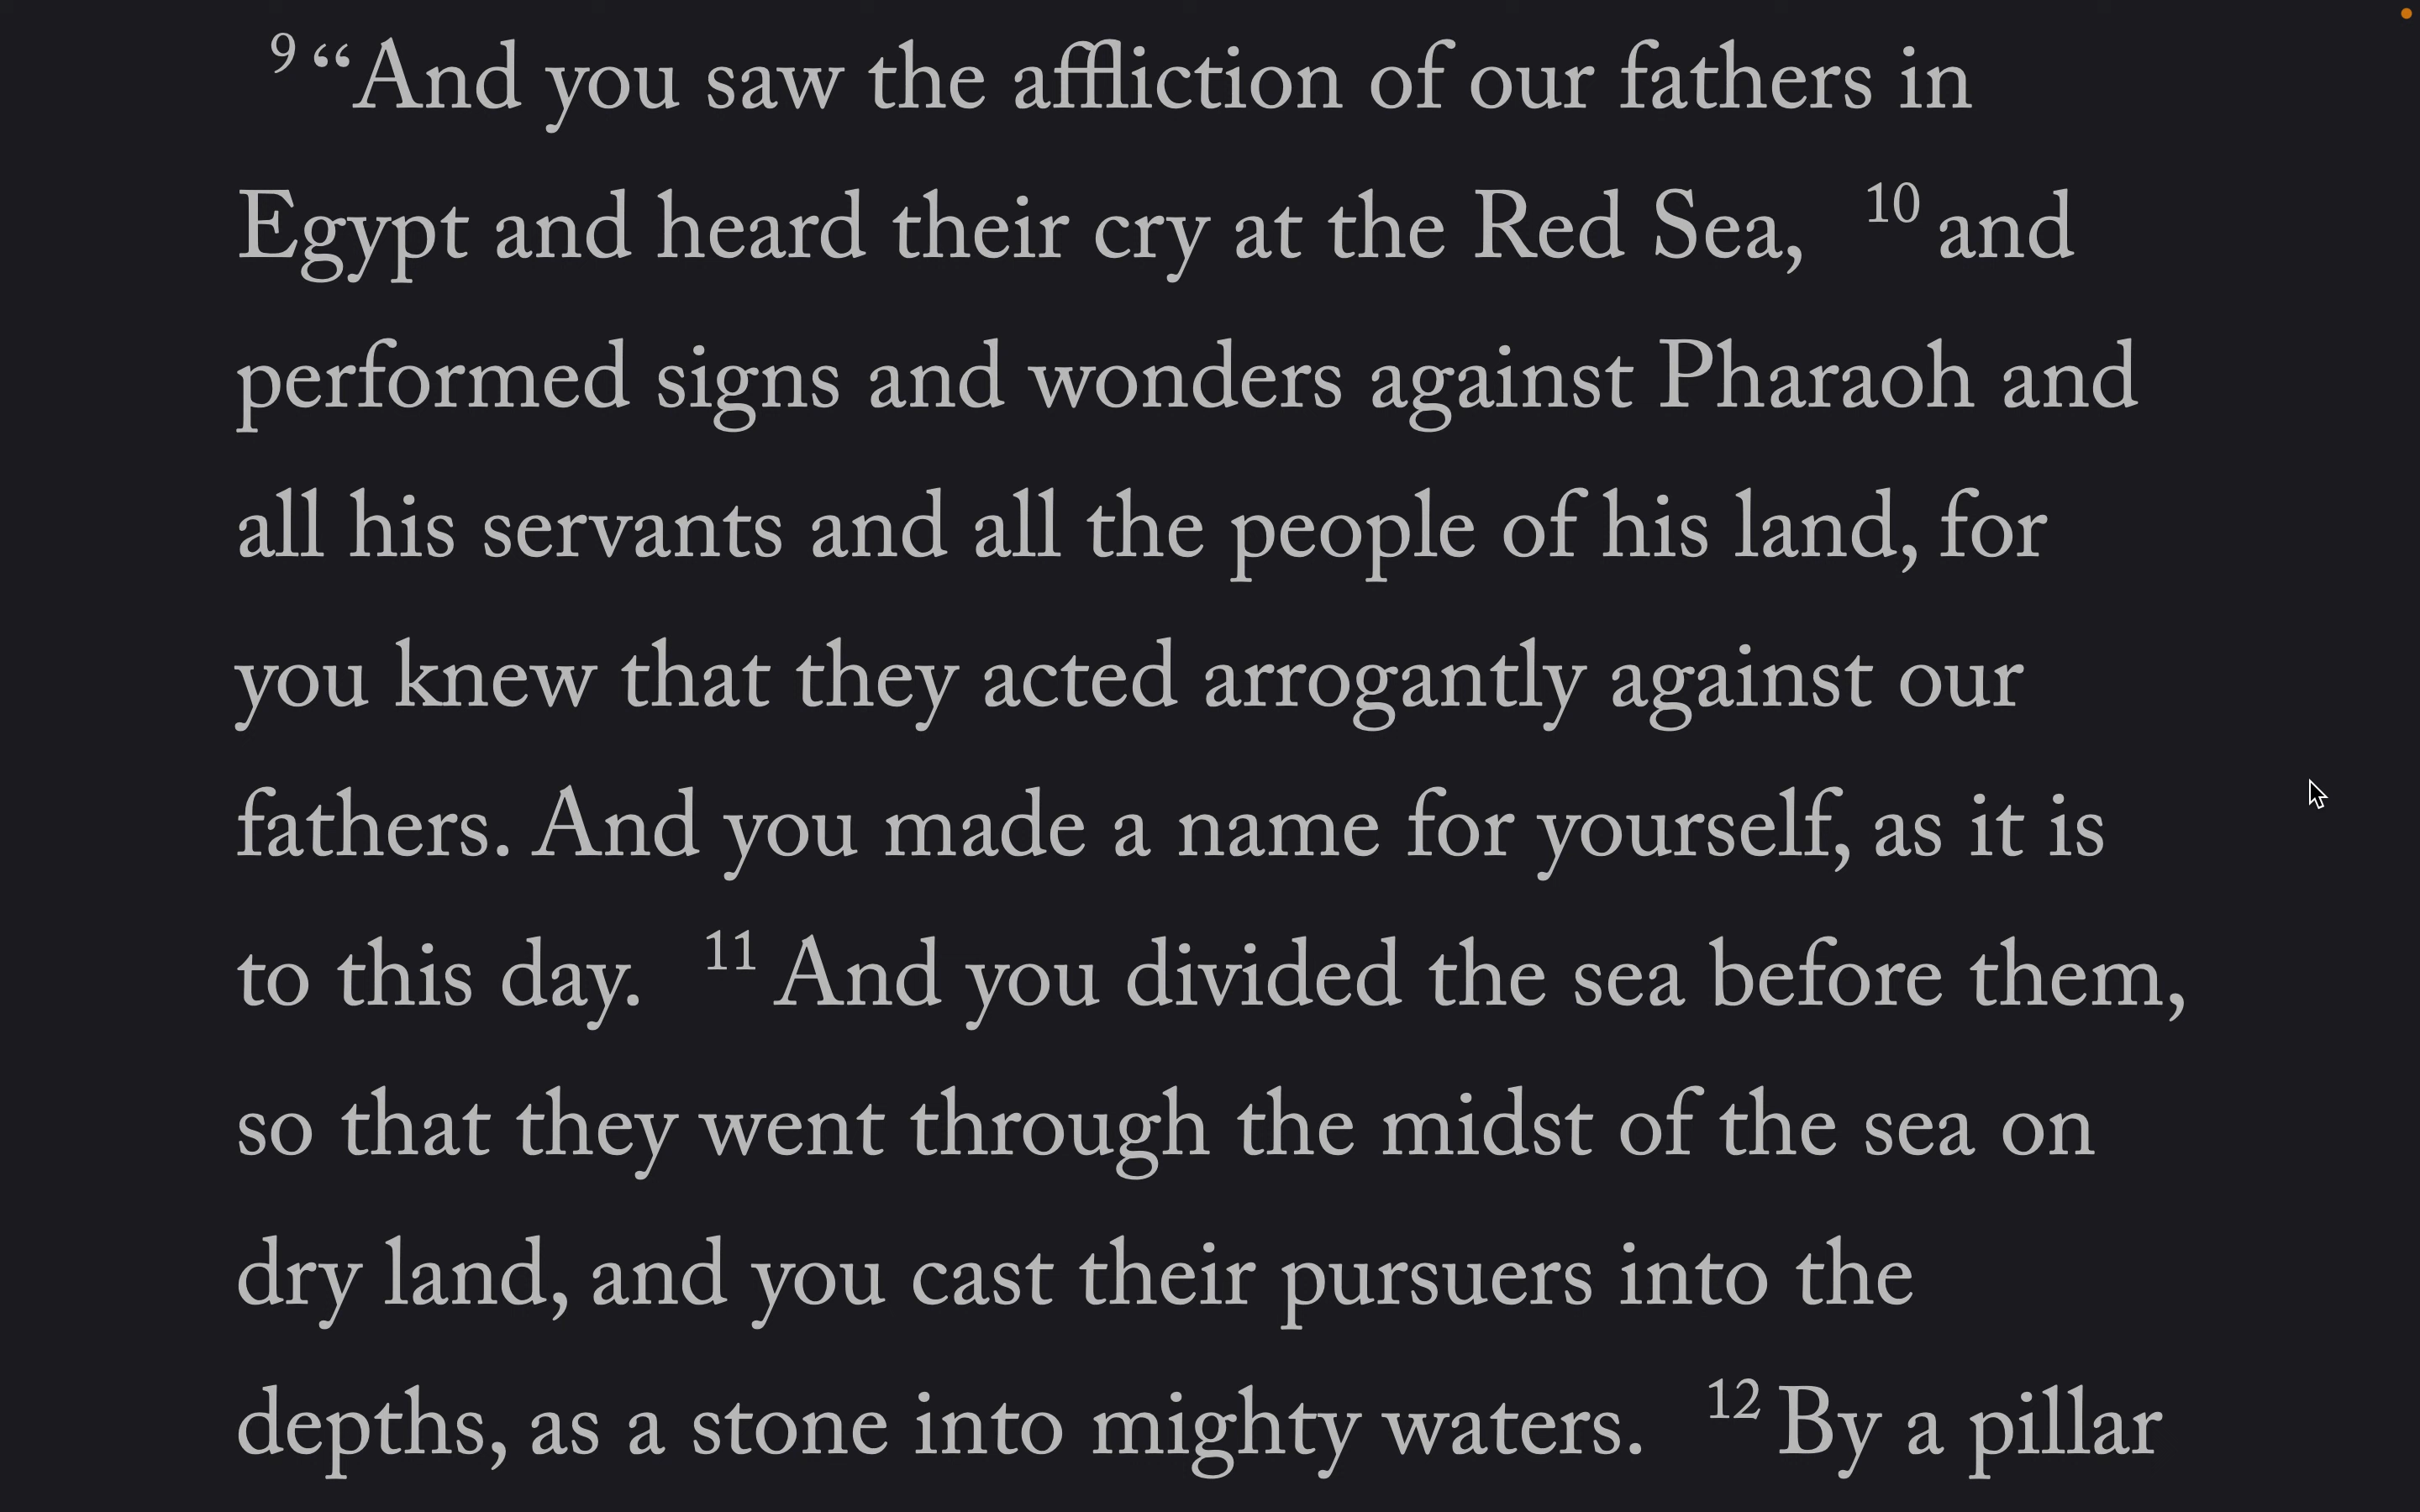 9 “And you saw the affliction of our fathers in
Egypt and heard their cry at the Red Sea, 10 and
performed signs and wonders against Pharaoh and
all his servants and all the people of his land, for
you knew that they acted arrogantly against our
fathers. And you made a name for yourself, as it is
to this day. 11 And you divided the sea before them,
so that they went through the midst of the sea on
dry land, and you cast their pursuers into the
depths, as a stone into mighty waters. 12 By a pillar